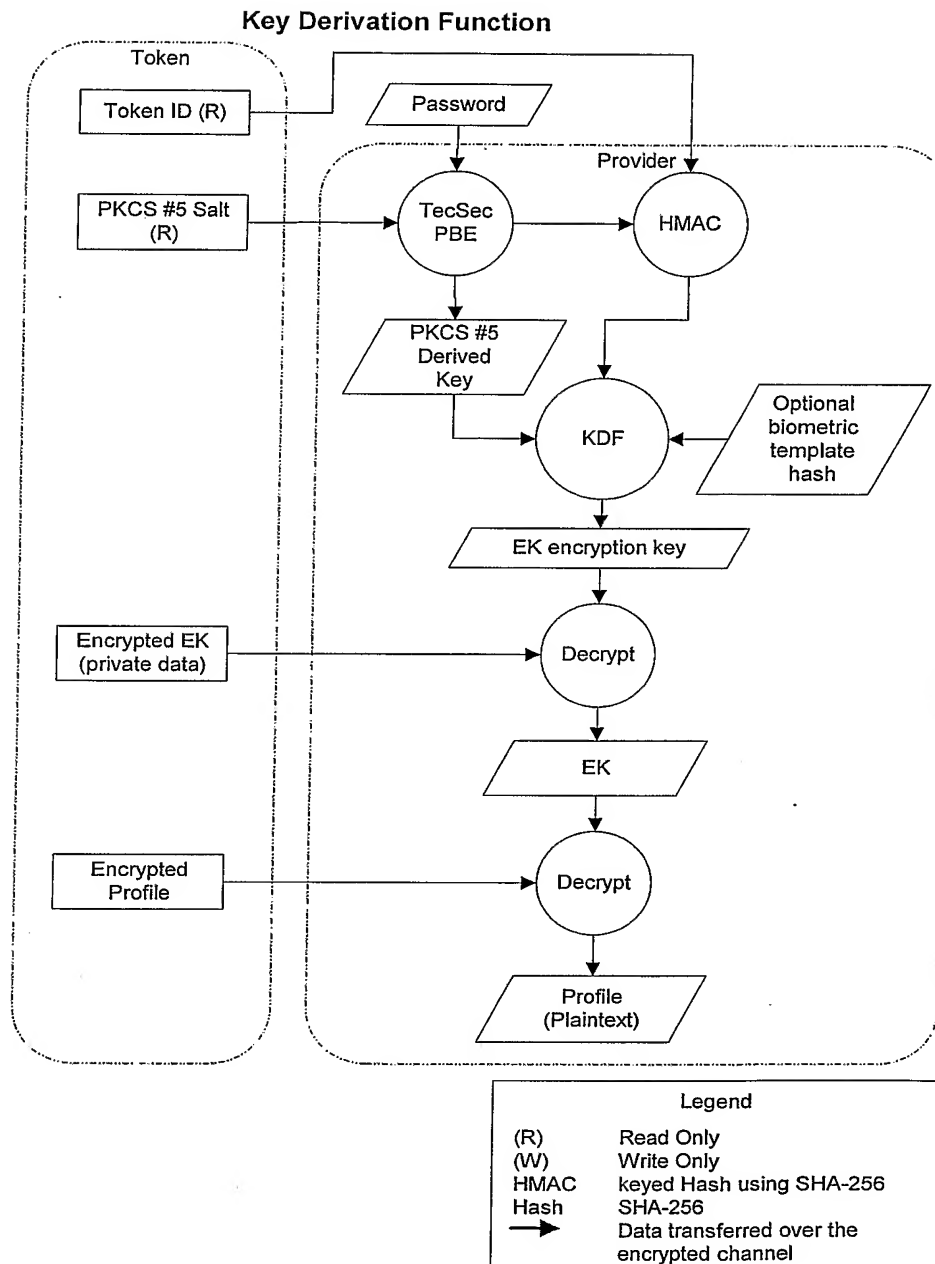 Key Derivation Function
Token
Token ID (R)
Password
Provider
PKCS #5 Salt
(R)
TecSec
PBE
HMAC
PKCS #5
Derived
Key
KDF
Optional
biometric
template
hash
EK encryption key
Encrypted EK
(private data)
Decrypt
EK
Encrypted
Profile
Decrypt
Profile
(Plaintext)
Legend
(R) Read Only
(W) Write Only
HMAC keyed Hash using SHA-256
Hash SHA-256
Data transferred over the
encrypted channel